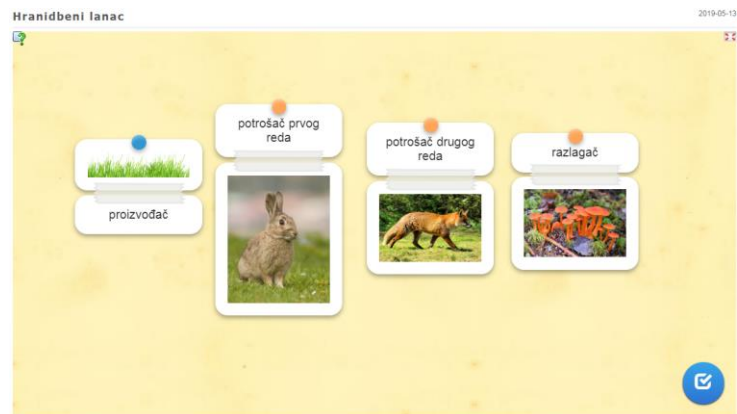 Hranidbeni lanac
2019-05-13
potrošač prvog
reda
potrošač drugog
reda
razlagač
proizvođač